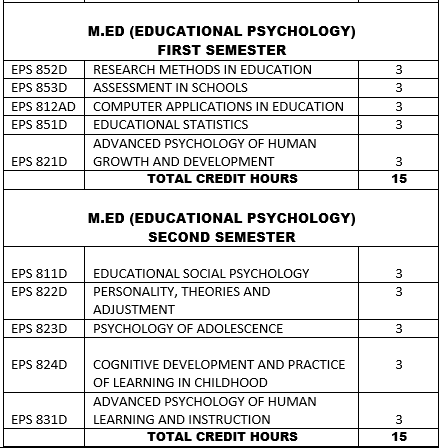 M.ED (EDUCATIONAL PSYCHOLOGY)
FIRST SEMESTER
EPS 852D RESEARCH METHODS IN EDUCATION 3
EPS 853D ASSESSMENT IN SCHOOLS 3
EPS 812AD COMPUTER APPLICATIONS IN EDUCATION 3
EPS 851D EDUCATIONAL STATISTICS 3
ADVANCED PSYCHOLOGY OF HUMAN
EPS 821D GROWTH AND DEVELOPMENT 3
TOTAL CREDIT HOURS 15
M.ED (EDUCATIONAL PSYCHOLOGY)
SECOND SEMESTER
EPS 811D EDUCATIONAL SOCIAL PSYCHOLOGY 3
EPS 822D PERSONALITY, THEORIES AND 3
ADJUSTMENT
EPS 823D PSYCHOLOGY OF ADOLESCENCE 3
EPS 824D COGNITIVE DEVELOPMENT AND PRACTICE 3
OF LEARNING IN CHILDHOOD
ADVANCED PSYCHOLOGY OF HUMAN
EPS 831D LEARNING AND INSTRUCTION 3
TOTAL CREDIT HOURS 15